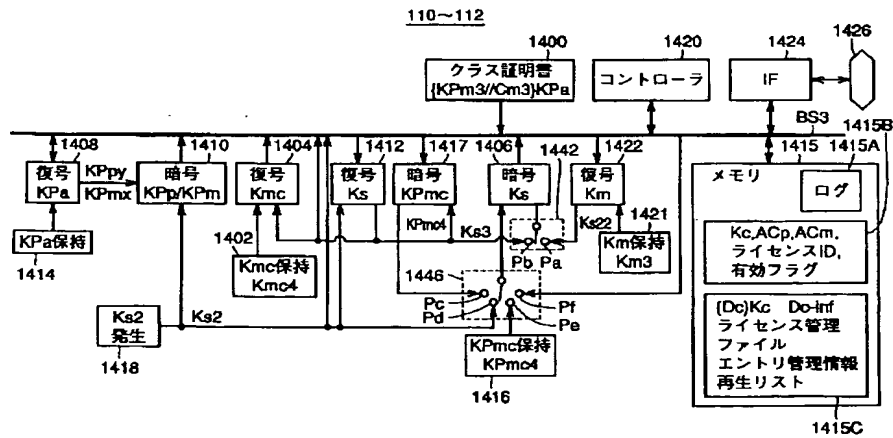 110~112
1400
クラス証明書
{KPm3//Cm3}KPa
1420
コントローラ
1424
IF
1426
BS3
1408
復号
KPa
KPpy
KPmx
1410
暗号
KPp/KPm
1404
復号
Kmc
1412
復号
Ks
1417
暗号
KPmc
1406
暗号
Ks
1442
1422
復号
Km
1415B
1415
1415A
メモリ
ログ
KPa保持
1414
1402
Kmc保持
Kmc4
KPmc4
Ks3
Pb
Pa
Ks22
1421
Km保持
Km3
Kc,ACp,ACm,
ライセンスID,
有効フラグ
1446
Pc
Pd
Pf
Pe
Ks2
発生
1418
Ks2
KPmc保持
KPmc4
1416
{Dc}Kc Dc-inf
ライセンス管理
ファイル
エントリ管理情報
再生リスト
1415C